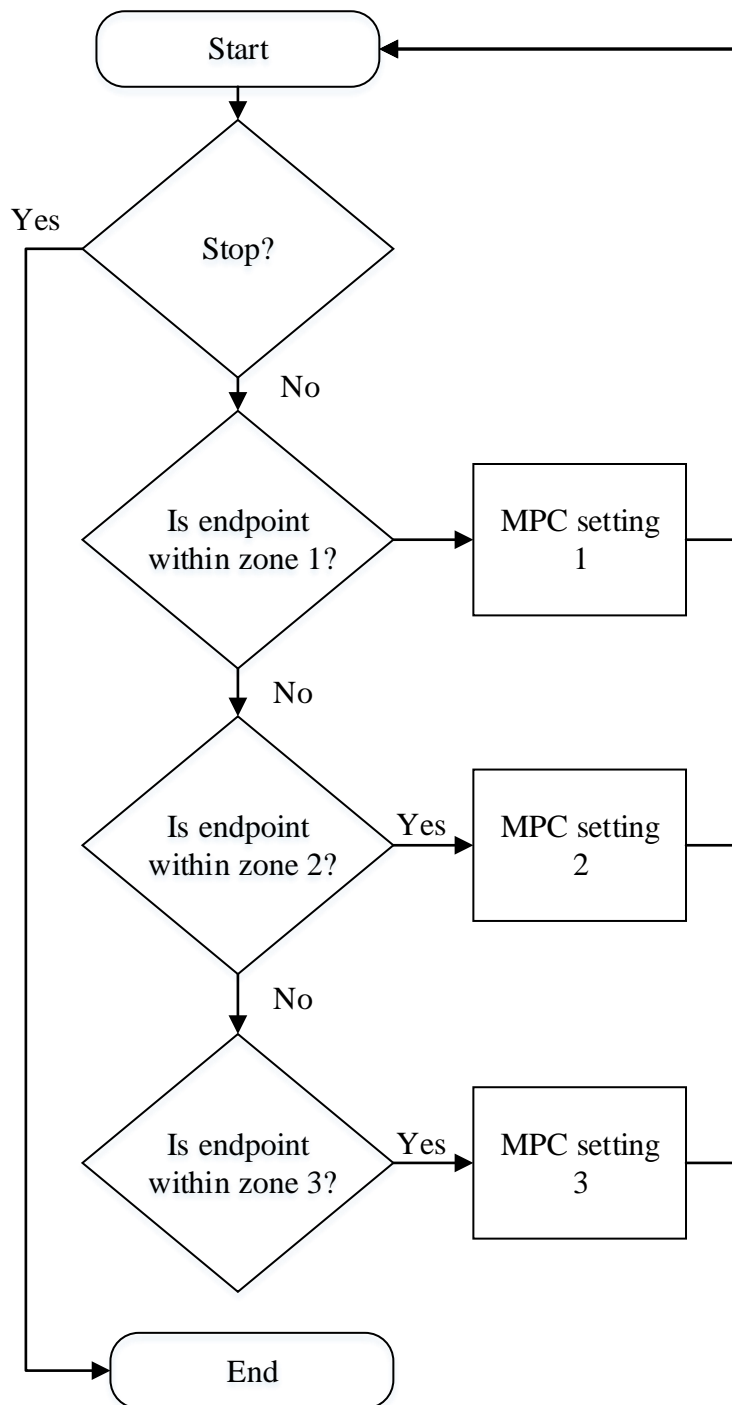 Start
Yes
Stop?
No
Is endpoint
within zone 1?
MPC setting
1
No
Is endpoint
within zone 2?
Yes
MPC setting
2
No
Is endpoint
within zone 3?
Yes
MPC setting
3
End